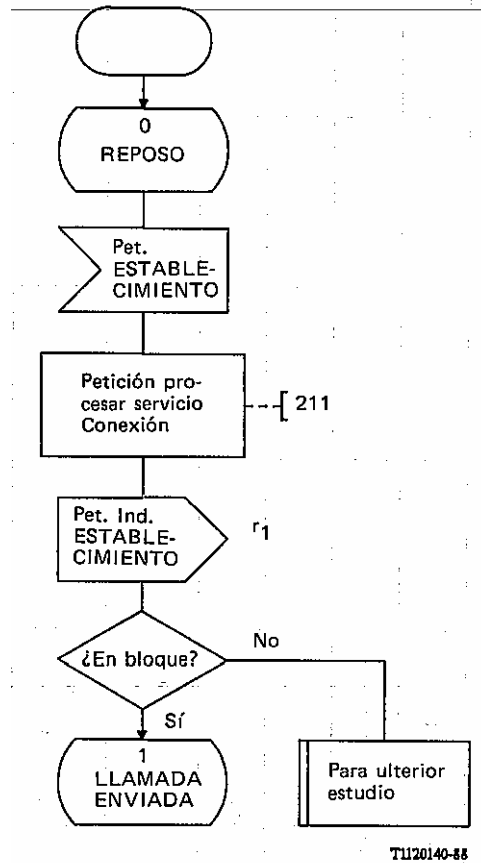 0
REPOSO
Pet.
ESTABLE-
CIMIENTO
Petición pro-
cesar servicio
Conexión
211
Pet. Ind.
ESTABLE-
CIMIENTO
r1
¿En bloque?
No
Sí
1
LLAMADA
ENVIADA
Para ulterior
estudio
T1120140-88